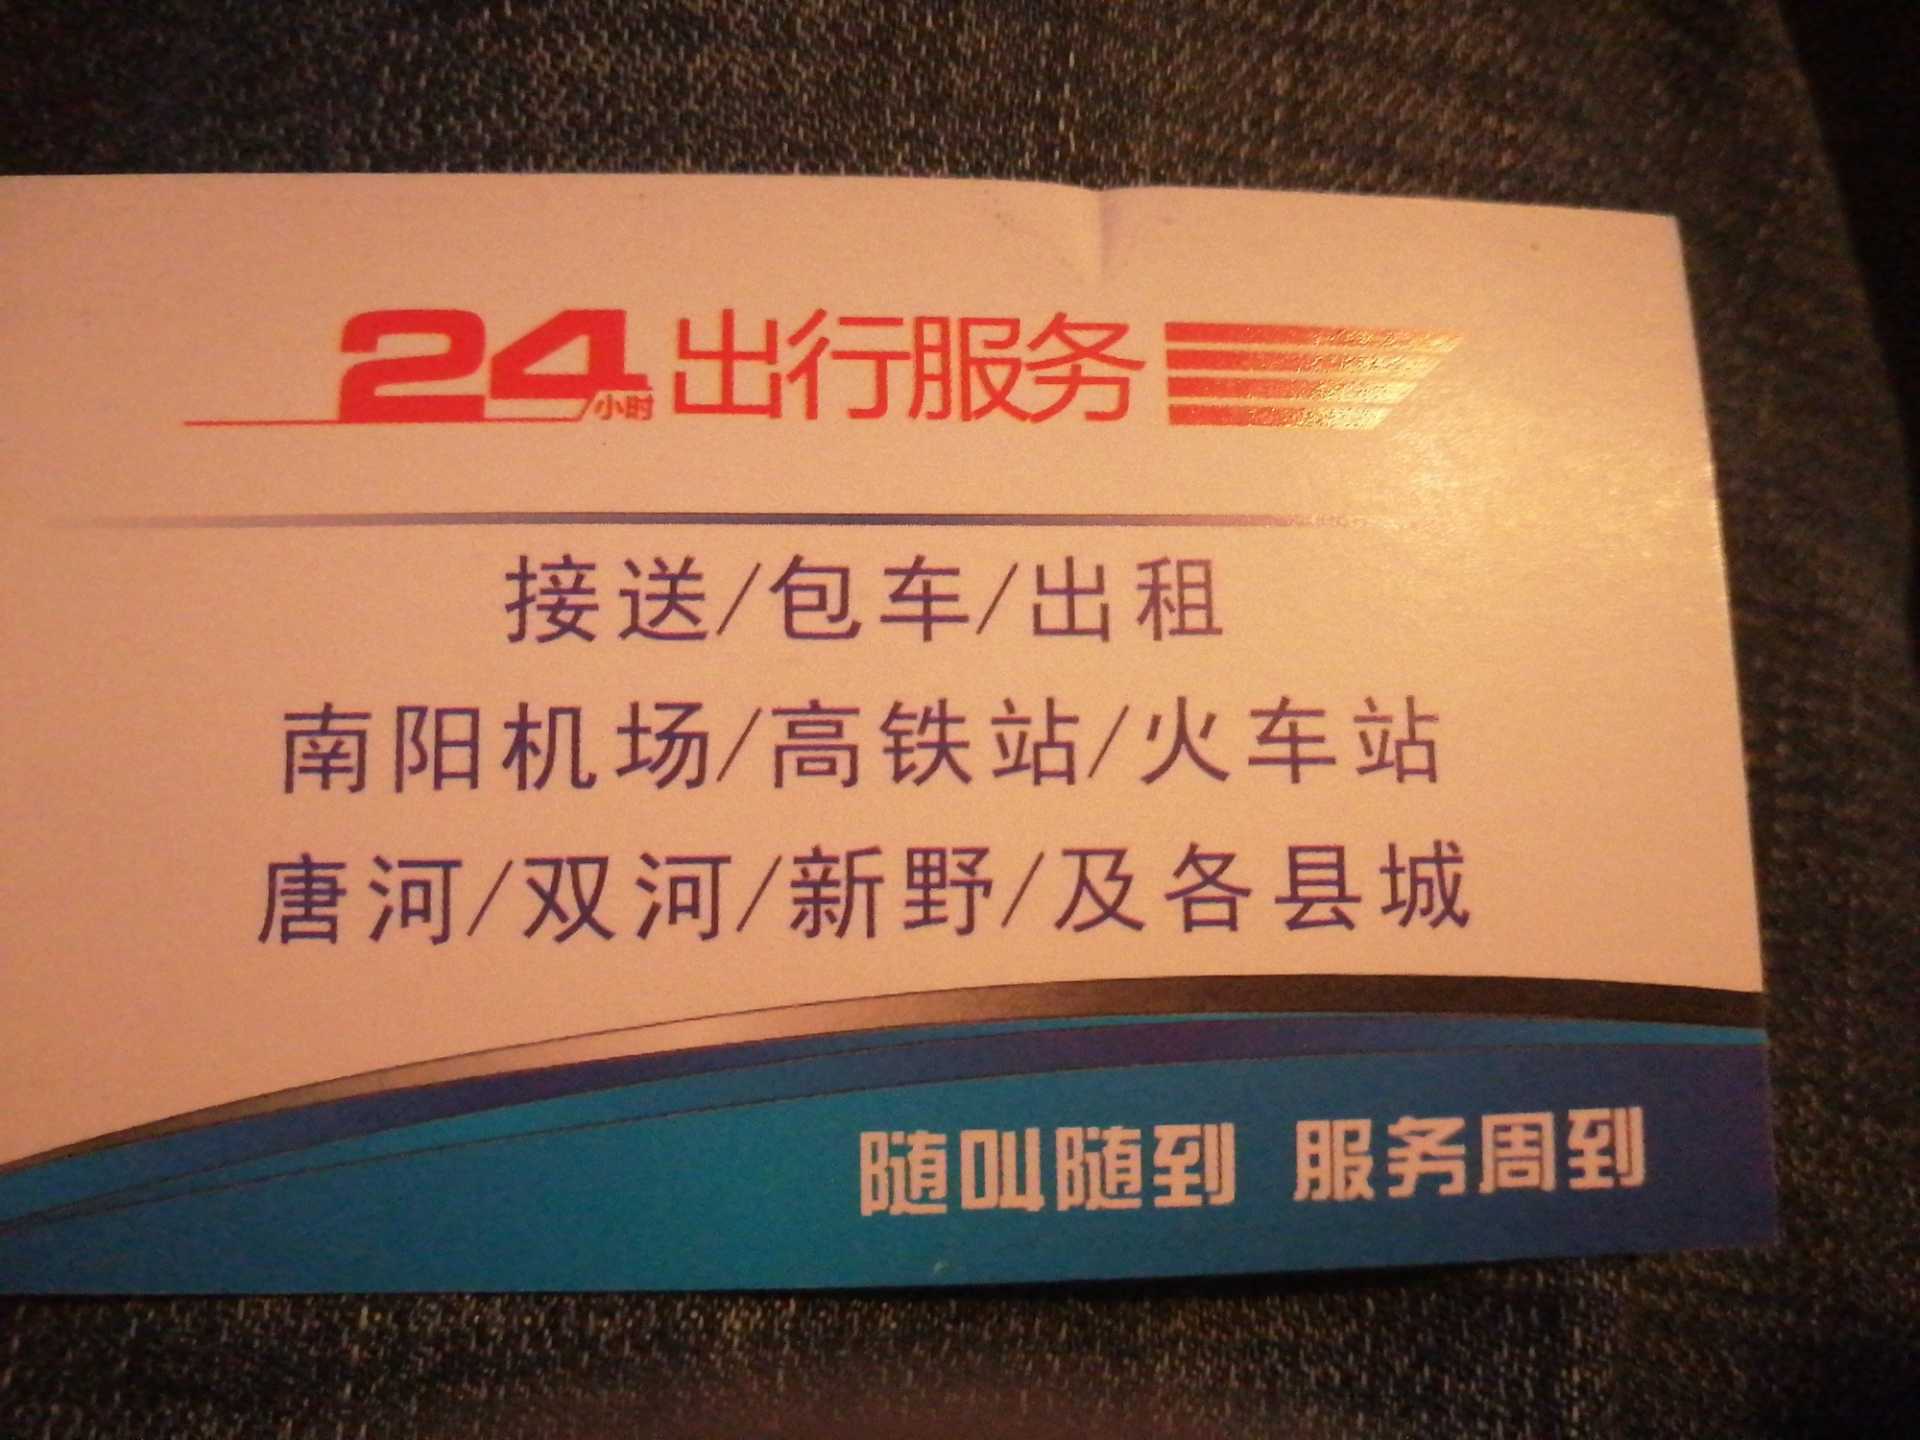 24小时出行服务
接送/包车/出租
南阳机场/高铁站/火车站
唐河/双河/新野/及各县城
随叫随到 服务周到